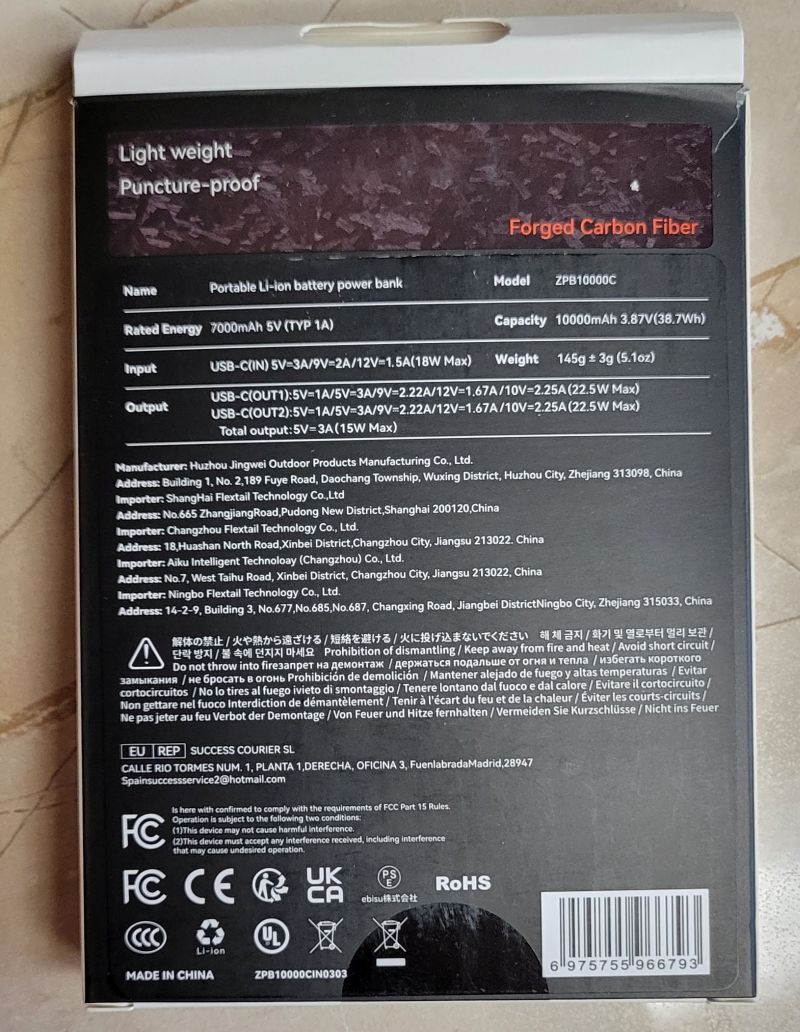 Light weight
Puncture-proof
Forged Carbon Fiber
Name Portable Li-ion battery power bank Model ZPB10000C
Rated Energy 7000mAh 5V (TYP 1A) Capacity 10000mAh 3.87V(38.7Wh)
Input USB-C(IN) 5V=3A/9V=2A/12V=1.5A(18W Max) Weight 145g ± 3g (5.1oz)
Output USB-C(OUT1):5V=1A/5V=3A/9V=2.22A/12V=1.67A/10V=2.25A(22.5W Max)
USB-C(OUT2):5V=1A/5V=3A/9V=2.22A/12V=1.67A/10V=2.25A(22.5W Max)
Total output:5V=3A(15W Max)
Manufacturer: Huzhou Jingwei Outdoor Products Manufacturing Co., Ltd.
Address: Building 1, No. 2,189 Fuye Road, Daochang Township, Wuxing District, Huzhou City, Zhejiang 313098, China
Importer: ShangHai Flextail Technology Co.,Ltd
Address: No.665 ZhangjiangRoad,Pudong New District,Shanghai 200120,China
Importer: Changzhou Flextail Technology Co., Ltd.
Address: 18,Huashan North Road,Xinbei District,Changzhou City, Jiangsu 213022. China
Importer: Aiku Intelligent Technoloay (Changzhou) Co., Ltd.
Address: No.7, West Taihu Road, Xinbei District, Changzhou City, Jiangsu 213022, China
Importer: Ningbo Flextail Technology Co., Ltd.
Address: 14-2-9, Building 3, No.677,No.685,No.687, Changxing Road, Jiangbei DistrictNingbo City, Zhejiang 315033, China
解体の禁止 / 火や熱から遠ざける / 短絡を避ける / 火に投げ込まないでください 해 체 금지 / 화기 및 열로부터 멀리 보관 /
단락 방지 / 불 속에 던지지 마세요 Prohibition of dismantling / Keep away from fire and heat / Avoid short circuit /
Do not throw into fireзапрет на демонтаж / держаться подальше от огня и тепла / избегать короткого
замыкания / не бросать в огонь Prohibición de demolición / Mantener alejado de fuego y altas temperaturas / Evitar
cortocircuitos / No lo tires al fuego ivieto di smontaggio / Tenere lontano dal fuoco e dal calore / Evitare il cortocircuito /
Non gettare nel fuoco Interdiction de démantèlement / Tenir à l'écart du feu et de la chaleur / Éviter les courts-circuits /
Ne pas jeter au feu Verbot der Demontage / Von Feuer und Hitze fernhalten / Vermeiden Sie Kurzschlüsse / Nicht ins Feuer
EU REP SUCCESS COURIER SL
CALLE RIO TORMES NUM. 1, PLANTA 1,DERECHA, OFICINA 3, FuenlabradaMadrid,28947
Spainsuccessservice2@hotmail.com
FC Is here with confirmed to comply with the requirements of FCC Part 15 Rules.
Operation is subject to the following two conditions:
(1)This device may not cause harmful interference.
(2)This device must accept any interference received, including interference
that may cause undesired operation.
FC CE UK CA PSE RoHS
ebisu株式会社
CCC Li-ion UL
MADE IN CHINA ZPB10000CIN0303
6 975755 966793